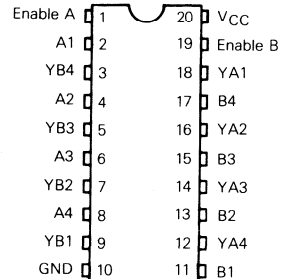 Enable A 1 20 VCC
A1 2 19 Enable B
YB4 3 18 YA1
A2 4 17 B4
YB3 5 16 YA2
A3 6 15 B3
YB2 7 14 YA3
A4 8 13 B2
YB1 9 12 YA4
GND 10 11 B1